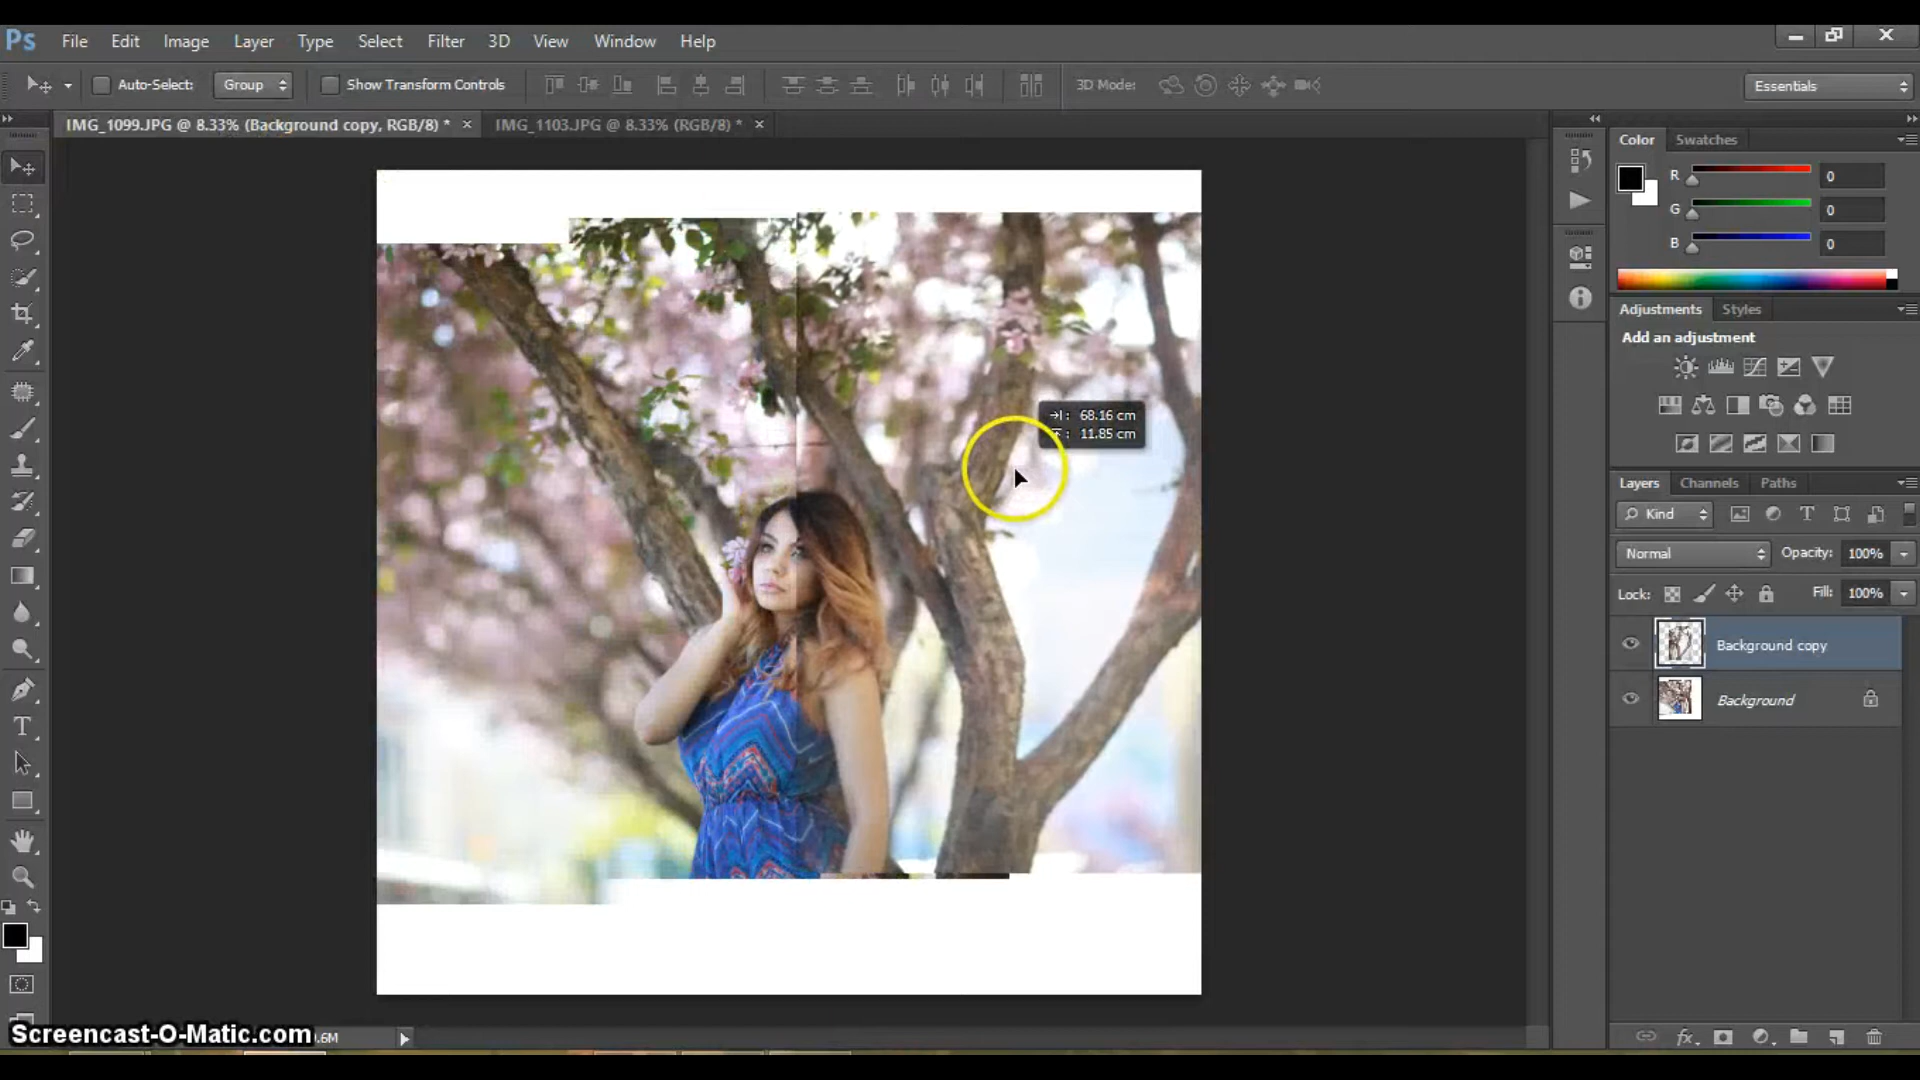 Ps File Edit Image Layer Type Select Filter 3D View Window Help
Auto-Select: Group Show Transform Controls 3D Mode: Essentials
IMG_1099.JPG @ 8.33% (Background copy, RGB/8) * × IMG_1103.JPG @ 8.33% (RGB/8) * ×
Color Swatches
R 0
G 0
B 0
Adjustments Styles
Add an adjustment
68.16 cm
11.85 cm
Layers Channels Paths
Kind
Normal Opacity: 100%
Lock: Fill: 100%
Background copy
Background
Screencast-O-Matic.com .6M